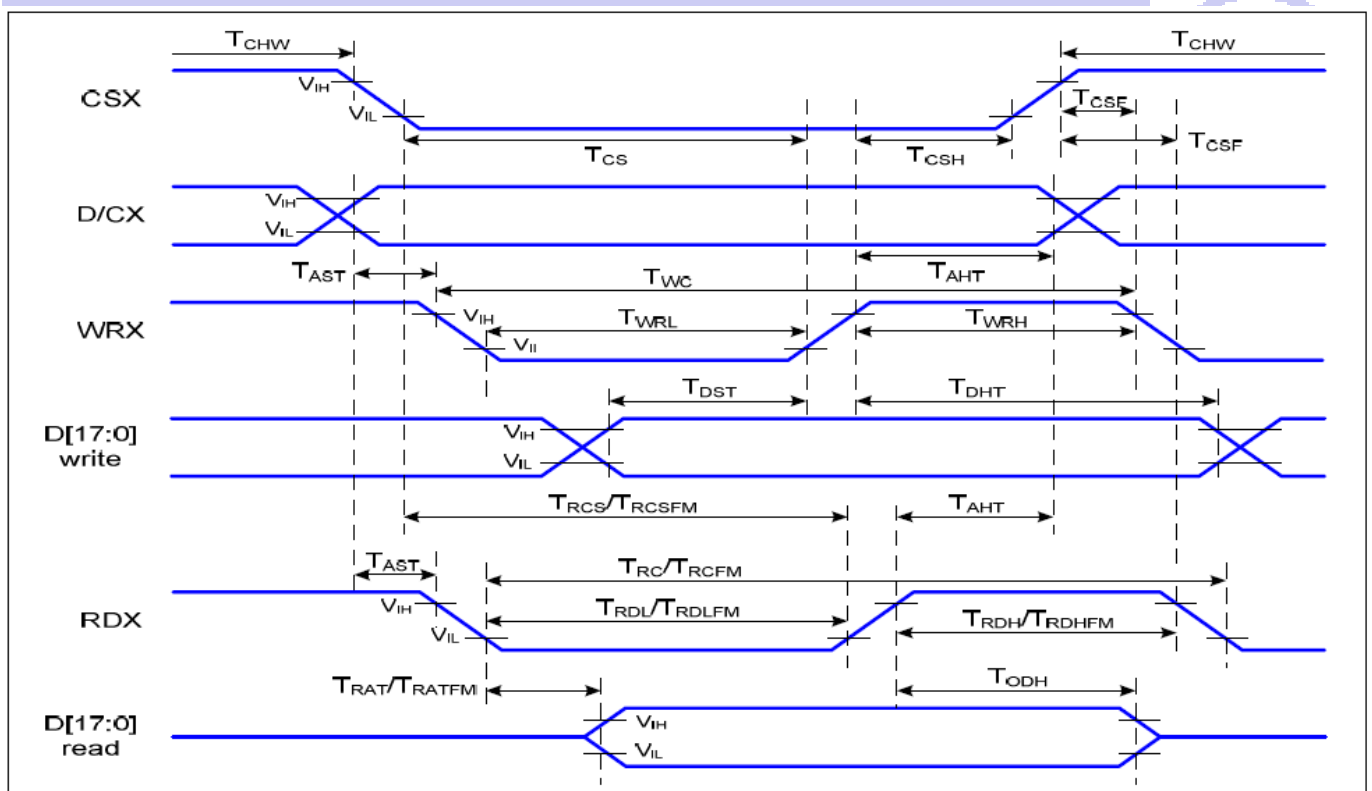 TCHW TCHW
CSX VIH
VIL
TCSF
TCS TCSH TCSF
D/CX VIH
VIL
TAST TWC TAHT
WRX VIH TWRL TWRH
VIl
TDST TDHT
D[17:0] VIH
write VIL
TRCS/TRCSFM TAHT
TAST TRC/TRCFM
RDX VIH TRDL/TRDLFM TRDH/TRDHFM
VIL
TRAT/TRATFM TODH
D[17:0] VIH
read VIL